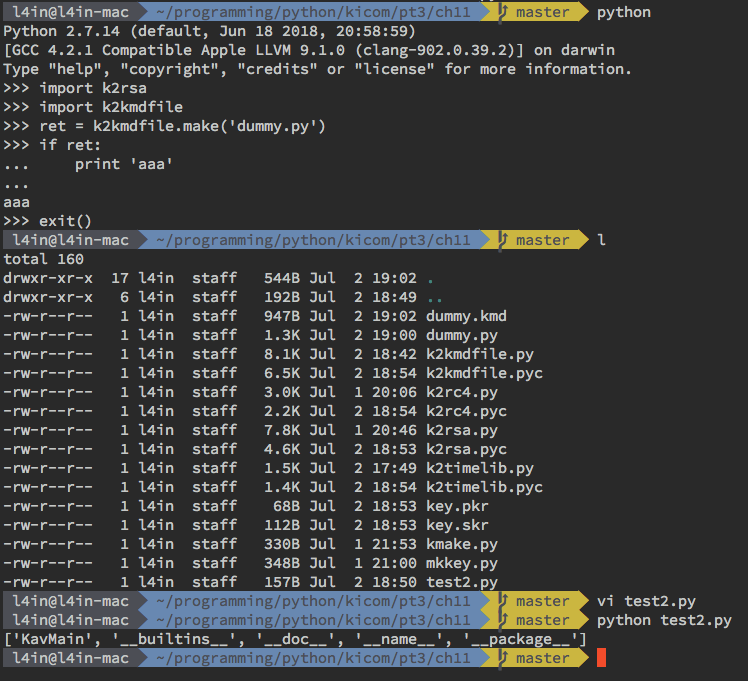 l4in@l4in-mac ~/programming/python/kicom/pt3/ch11 master python
Python 2.7.14 (default, Jun 18 2018, 20:58:59)
[GCC 4.2.1 Compatible Apple LLVM 9.1.0 (clang-902.0.39.2)] on darwin
Type "help", "copyright", "credits" or "license" for more information.
>>> import k2rsa
>>> import k2kmdfile
>>> ret = k2kmdfile.make('dummy.py')
>>> if ret:
...     print 'aaa'
...
aaa
>>> exit()
l4in@l4in-mac ~/programming/python/kicom/pt3/ch11 master l
total 160
drwxr-xr-x  17 l4in  staff   544B Jul  2 19:02 .
drwxr-xr-x   6 l4in  staff   192B Jul  2 18:49 ..
-rw-r--r--   1 l4in  staff   947B Jul  2 19:02 dummy.kmd
-rw-r--r--   1 l4in  staff   1.3K Jul  2 19:00 dummy.py
-rw-r--r--   1 l4in  staff   8.1K Jul  2 18:42 k2kmdfile.py
-rw-r--r--   1 l4in  staff   6.5K Jul  2 18:54 k2kmdfile.pyc
-rw-r--r--   1 l4in  staff   3.0K Jul  1 20:06 k2rc4.py
-rw-r--r--   1 l4in  staff   2.2K Jul  2 18:54 k2rc4.pyc
-rw-r--r--   1 l4in  staff   7.8K Jul  1 20:46 k2rsa.py
-rw-r--r--   1 l4in  staff   4.6K Jul  2 18:53 k2rsa.pyc
-rw-r--r--   1 l4in  staff   1.5K Jul  2 17:49 k2timelib.py
-rw-r--r--   1 l4in  staff   1.4K Jul  2 18:54 k2timelib.pyc
-rw-r--r--   1 l4in  staff    68B Jul  2 18:53 key.pkr
-rw-r--r--   1 l4in  staff   112B Jul  2 18:53 key.skr
-rw-r--r--   1 l4in  staff   330B Jul  1 21:53 kmake.py
-rw-r--r--   1 l4in  staff   348B Jul  1 21:00 mkkey.py
-rw-r--r--   1 l4in  staff   157B Jul  2 18:50 test2.py
l4in@l4in-mac ~/programming/python/kicom/pt3/ch11 master vi test2.py
l4in@l4in-mac ~/programming/python/kicom/pt3/ch11 master python test2.py
['KavMain', '__builtins__', '__doc__', '__name__', '__package__']
l4in@l4in-mac ~/programming/python/kicom/pt3/ch11 master